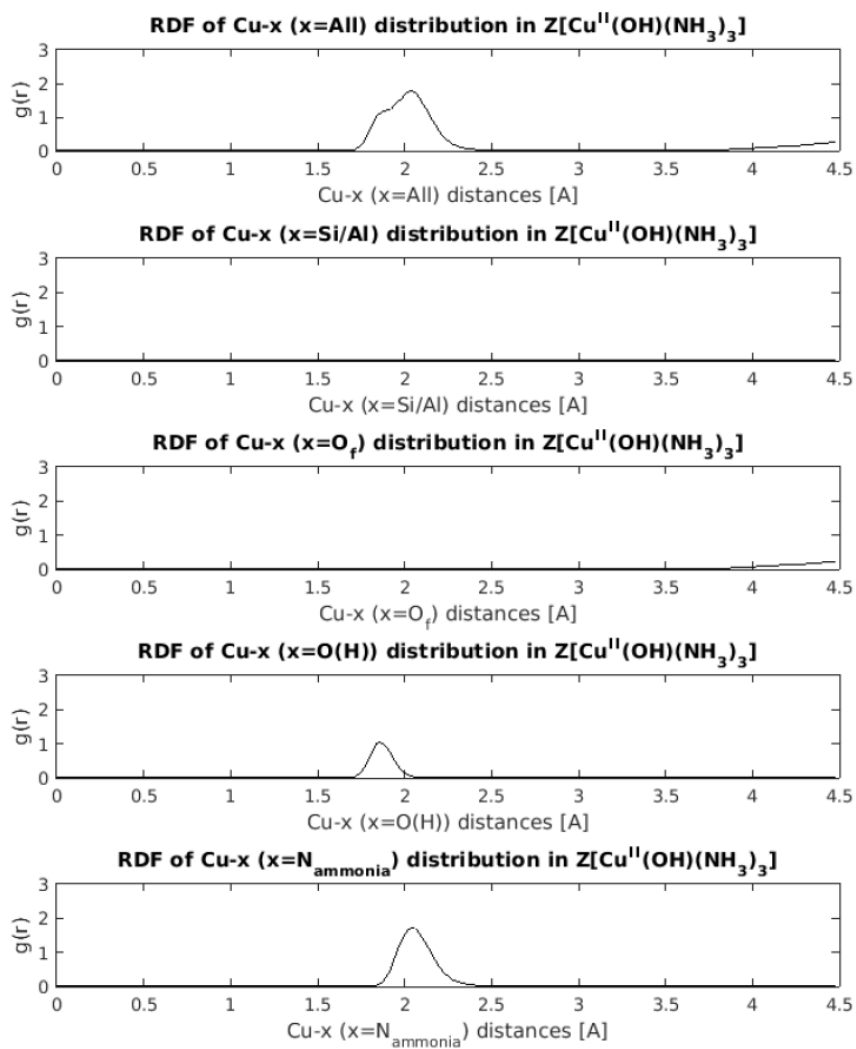 RDF of Cu-x (x=All) distribution in Z[Cu^II(OH)(NH_3)_3]
3
2
1
0
g(r)
0 0.5 1 1.5 2 2.5 3 3.5 4 4.5
Cu-x (x=All) distances [A]
RDF of Cu-x (x=Si/Al) distribution in Z[Cu^II(OH)(NH_3)_3]
3
2
1
0
g(r)
0 0.5 1 1.5 2 2.5 3 3.5 4 4.5
Cu-x (x=Si/Al) distances [A]
RDF of Cu-x (x=O_f) distribution in Z[Cu^II(OH)(NH_3)_3]
3
2
1
0
g(r)
0 0.5 1 1.5 2 2.5 3 3.5 4 4.5
Cu-x (x=O_f) distances [A]
RDF of Cu-x (x=O(H)) distribution in Z[Cu^II(OH)(NH_3)_3]
3
2
1
0
g(r)
0 0.5 1 1.5 2 2.5 3 3.5 4 4.5
Cu-x (x=O(H)) distances [A]
RDF of Cu-x (x=N_ammonia) distribution in Z[Cu^II(OH)(NH_3)_3]
3
2
1
0
g(r)
0 0.5 1 1.5 2 2.5 3 3.5 4 4.5
Cu-x (x=N_ammonia) distances [A]